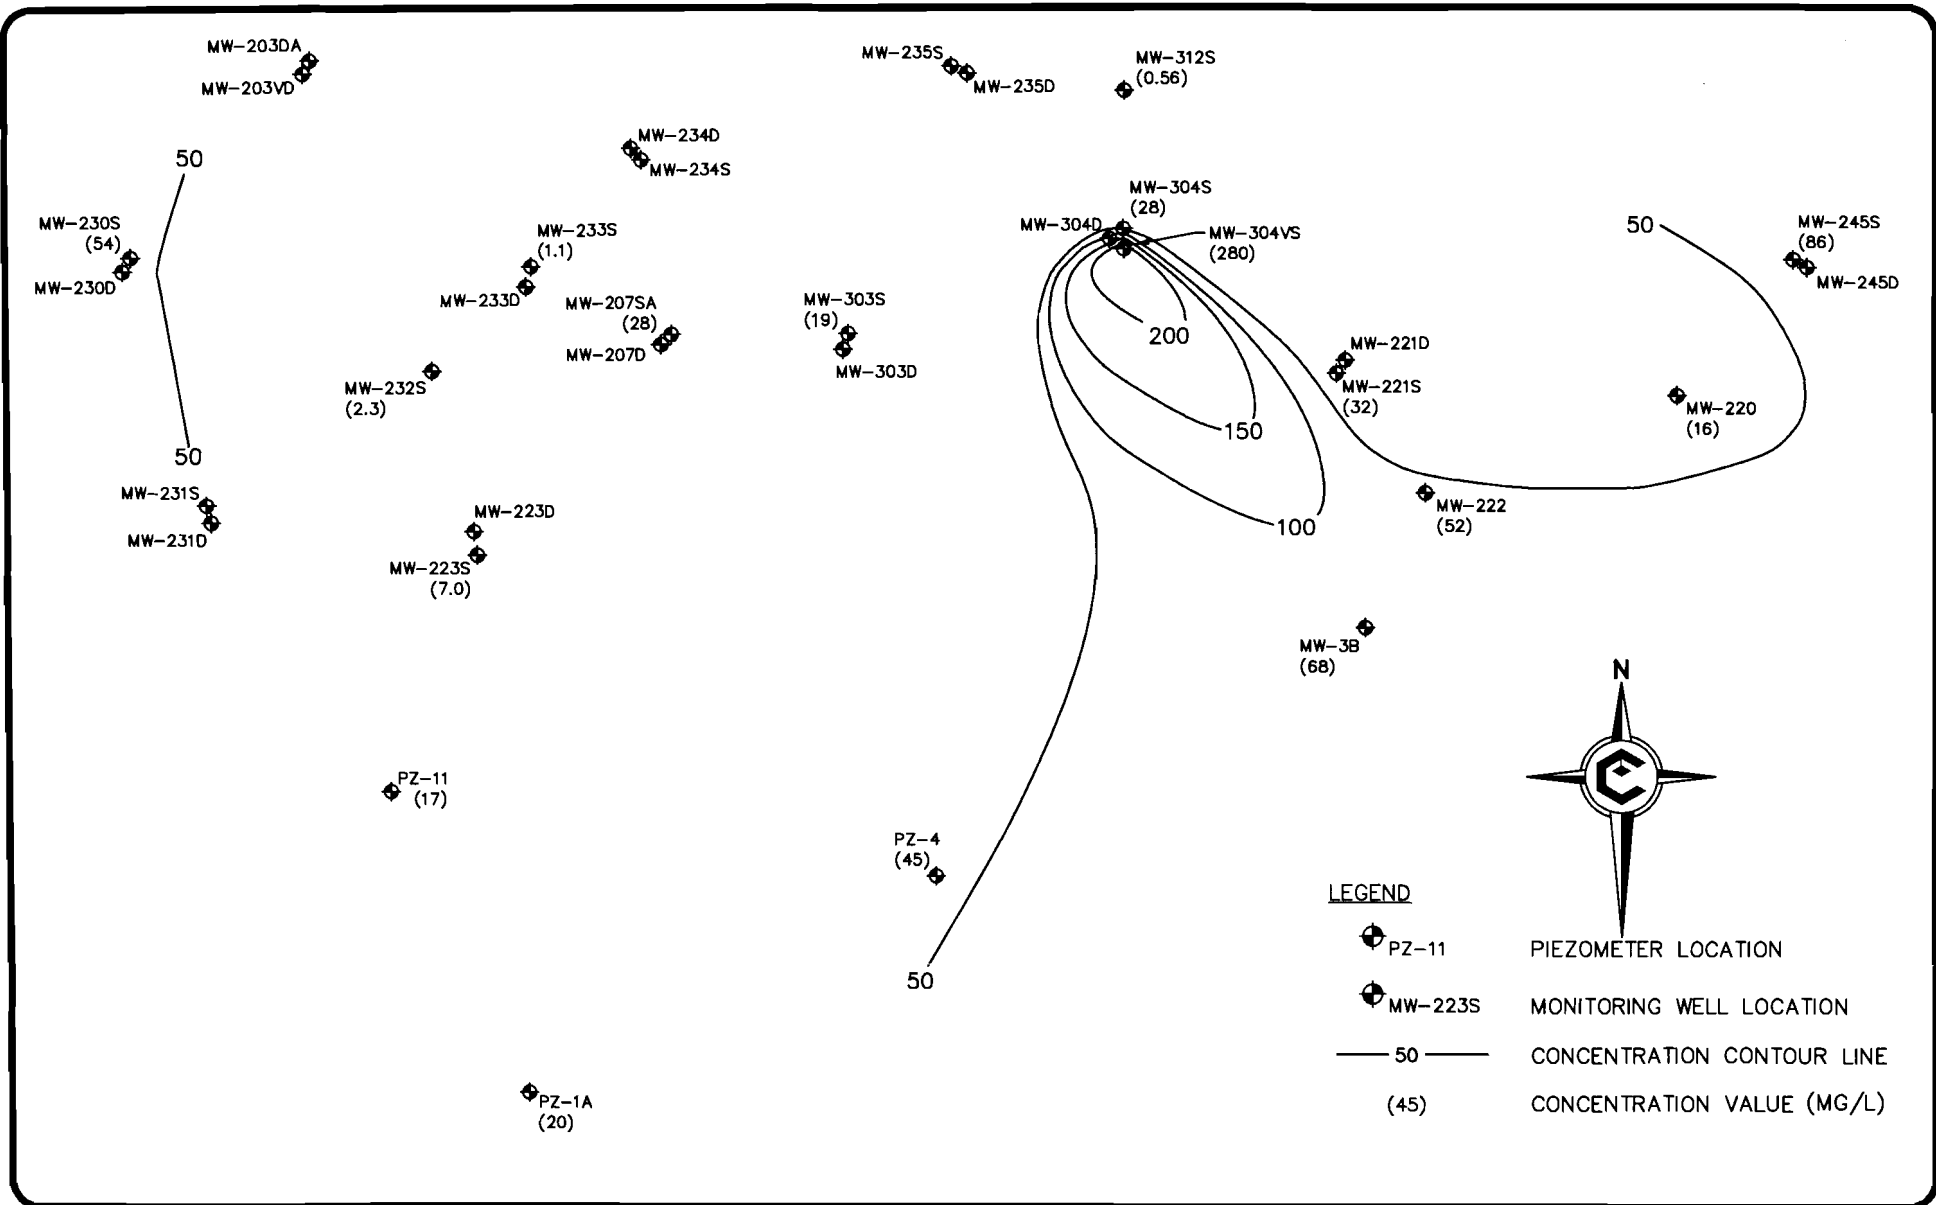 MW-203DA
MW-203VD
MW-235S
MW-235D
MW-312S
(0.56)
MW-234D
MW-234S
50
MW-230S
(54)
MW-230D
MW-233S
(1.1)
MW-233D
MW-207SA
(28)
MW-207D
MW-303S
(19)
MW-303D
MW-304S
(28)
MW-304D
MW-304VS
(280)
50
MW-245S
(86)
MW-245D
200
MW-221D
MW-221S
(32)
MW-220
(16)
MW-232S
(2.3)
150
50
MW-231S
MW-231D
MW-223D
MW-223S
(7.0)
100
MW-222
(52)
MW-3B
(68)
N
PZ-11
(17)
PZ-4
(45)
50
PZ-1A
(20)
LEGEND
PZ-11 PIEZOMETER LOCATION
MW-223S MONITORING WELL LOCATION
50 CONCENTRATION CONTOUR LINE
(45) CONCENTRATION VALUE (MG/L)